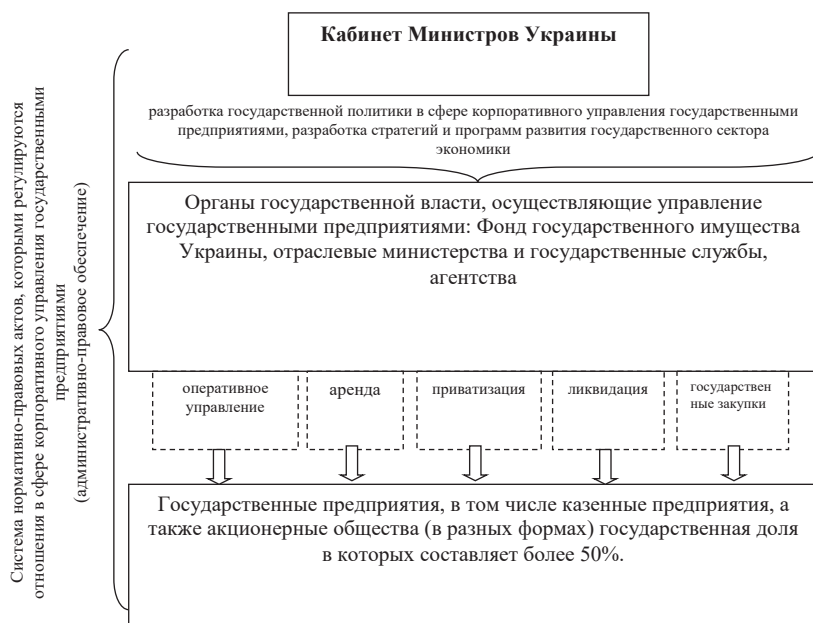 Кабинет Министров Украины
разработка государственной политики в сфере корпоративного управления государственными
предприятиями, разработка стратегий и программ развития государственного сектора
экономики
Органы государственной власти, осуществляющие управление
государственными предприятиями: Фонд государственного имущества
Украины, отраслевые министерства и государственные службы,
агентства
оперативное
управление
аренда
приватизация
ликвидация
государствен
ные закупки
Государственные предприятия, в том числе казенные предприятия, а
также акционерные общества (в разных формах) государственная доля
в которых составляет более 50%.
Система нормативно-правовых актов, которыми регулируются
отношения в сфере корпоративного управления государственными
предприятиями
(административно-правовое обеспечение)